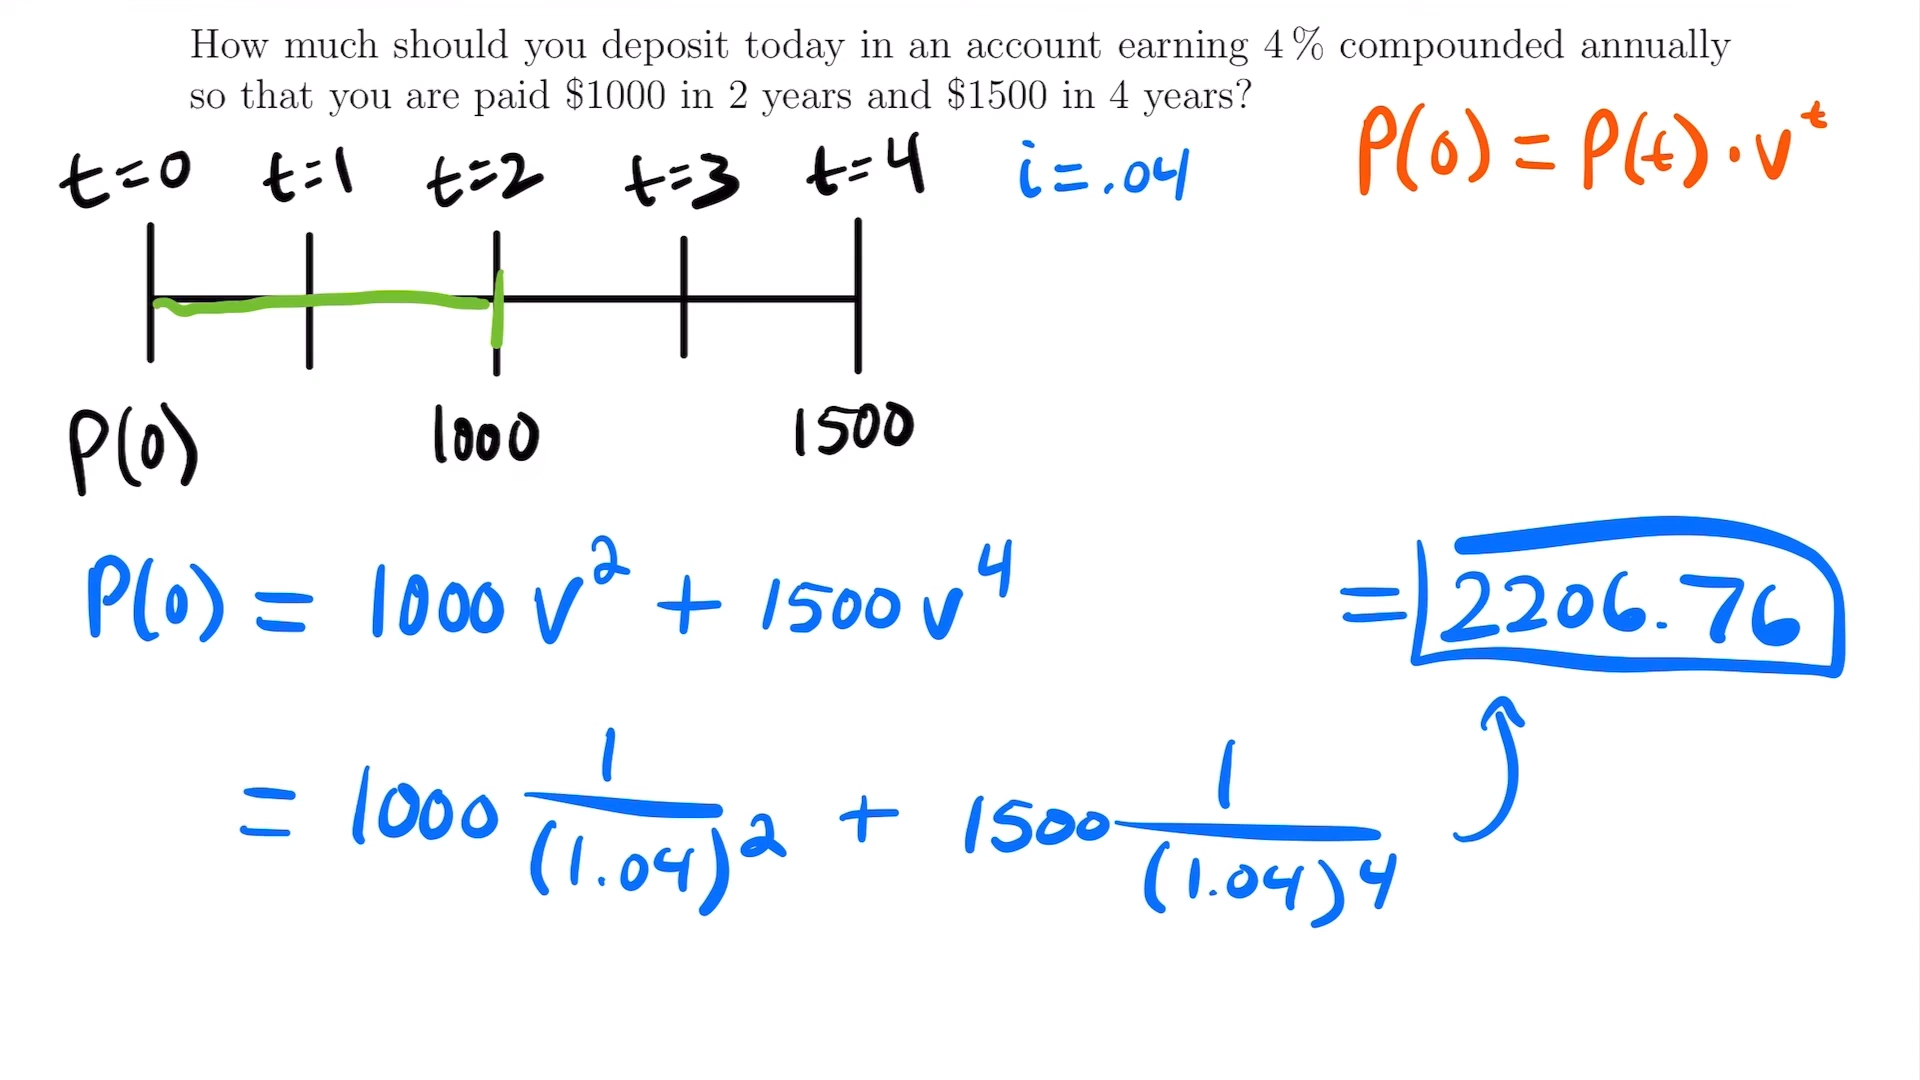 How much should you deposit today in an account earning 4% compounded annually
so that you are paid $1000 in 2 years and $1500 in 4 years?
P(0) = P(t) · v^t
t=0 t=1 t=2 t=3 t=4 i=.04
P(0) 1000 1500
P(0) = 1000 v^2 + 1500 v^4 = 2206.76
= 1000 1/(1.04)^2 + 1500 1/(1.04)^4